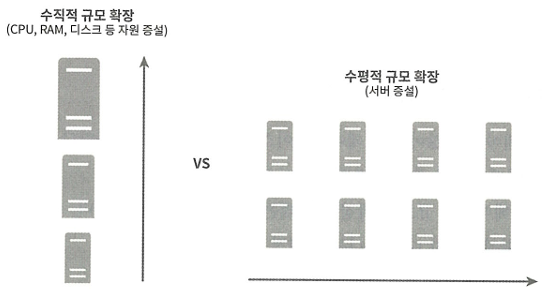 수직적 규모 확장
(CPU, RAM, 디스크 등 자원 증설)
수평적 규모 확장
(서버 증설)
VS